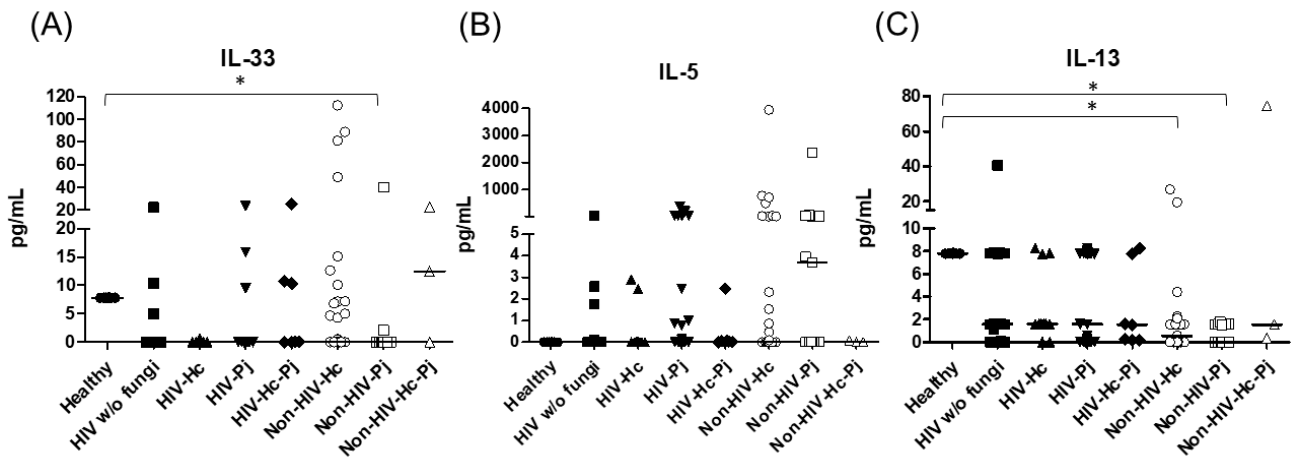 (A)
IL-33
*
pg/mL
120
100
80
60
40
20
20
15
10
5
0
Healthy
HIV w/o fungi
HIV-Hc
HIV-Pj
HIV-Hc-Pj
Non-HIV-Hc
Non-HIV-Pj
Non-HIV-Hc-Pj
(B)
IL-5
pg/mL
4000
3000
2000
1000
5
4
3
2
1
0
Healthy
HIV w/o fungi
HIV-Hc
HIV-Pj
HIV-Hc-Pj
Non-HIV-Hc
Non-HIV-Pj
Non-HIV-Hc-Pj
(C)
IL-13
*
*
pg/mL
80
60
40
20
10
8
6
4
2
0
Healthy
HIV w/o fungi
HIV-Hc
HIV-Pj
HIV-Hc-Pj
Non-HIV-Hc
Non-HIV-Pj
Non-HIV-Hc-Pj